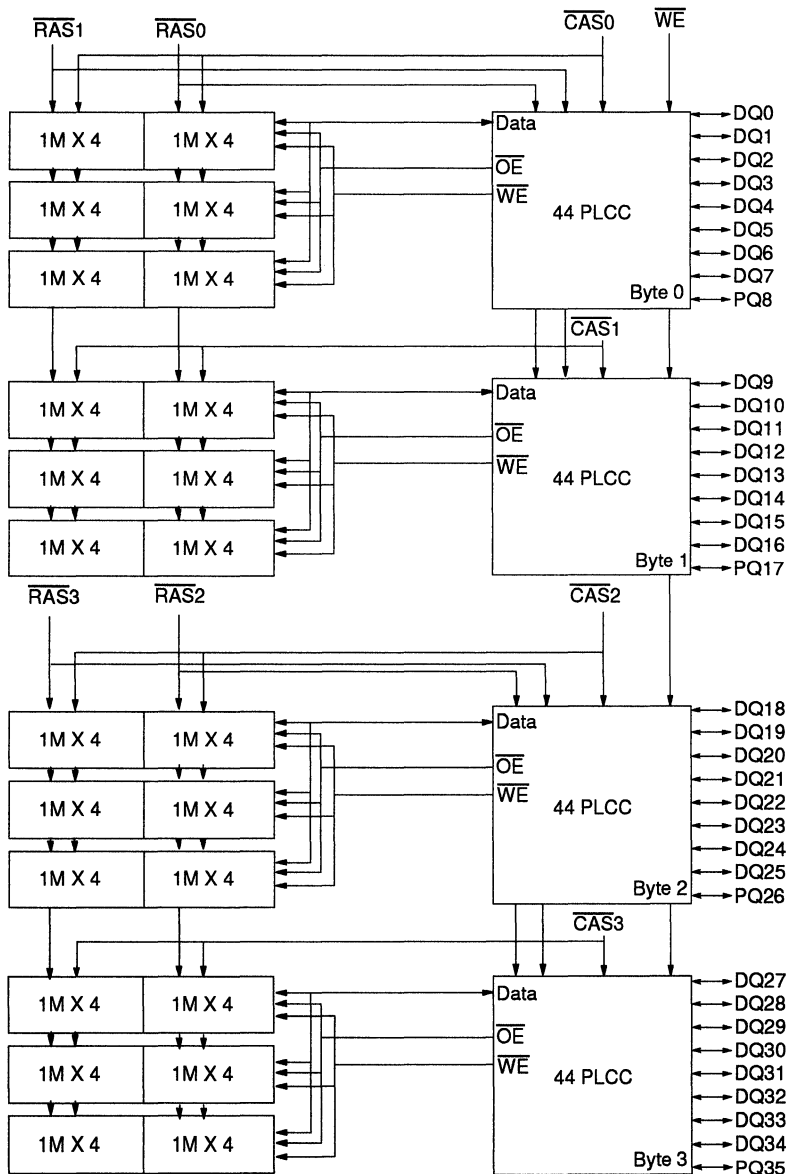 RAS1 RAS0 CAS0 WE
1M X 4 1M X 4 Data DQ0
DQ1
OE DQ2
1M X 4 1M X 4 WE 44 PLCC DQ3
DQ4
DQ5
1M X 4 1M X 4 DQ6
DQ7
Byte 0 PQ8
CAS1
1M X 4 1M X 4 Data DQ9
DQ10
OE DQ11
1M X 4 1M X 4 WE 44 PLCC DQ12
DQ13
DQ14
1M X 4 1M X 4 DQ15
DQ16
Byte 1 PQ17
RAS3 RAS2 CAS2
1M X 4 1M X 4 Data DQ18
DQ19
OE DQ20
1M X 4 1M X 4 WE 44 PLCC DQ21
DQ22
DQ23
1M X 4 1M X 4 DQ24
DQ25
Byte 2 PQ26
CAS3
1M X 4 1M X 4 Data DQ27
DQ28
OE DQ29
1M X 4 1M X 4 WE 44 PLCC DQ30
DQ31
DQ32
1M X 4 1M X 4 DQ33
DQ34
Byte 3 PQ35